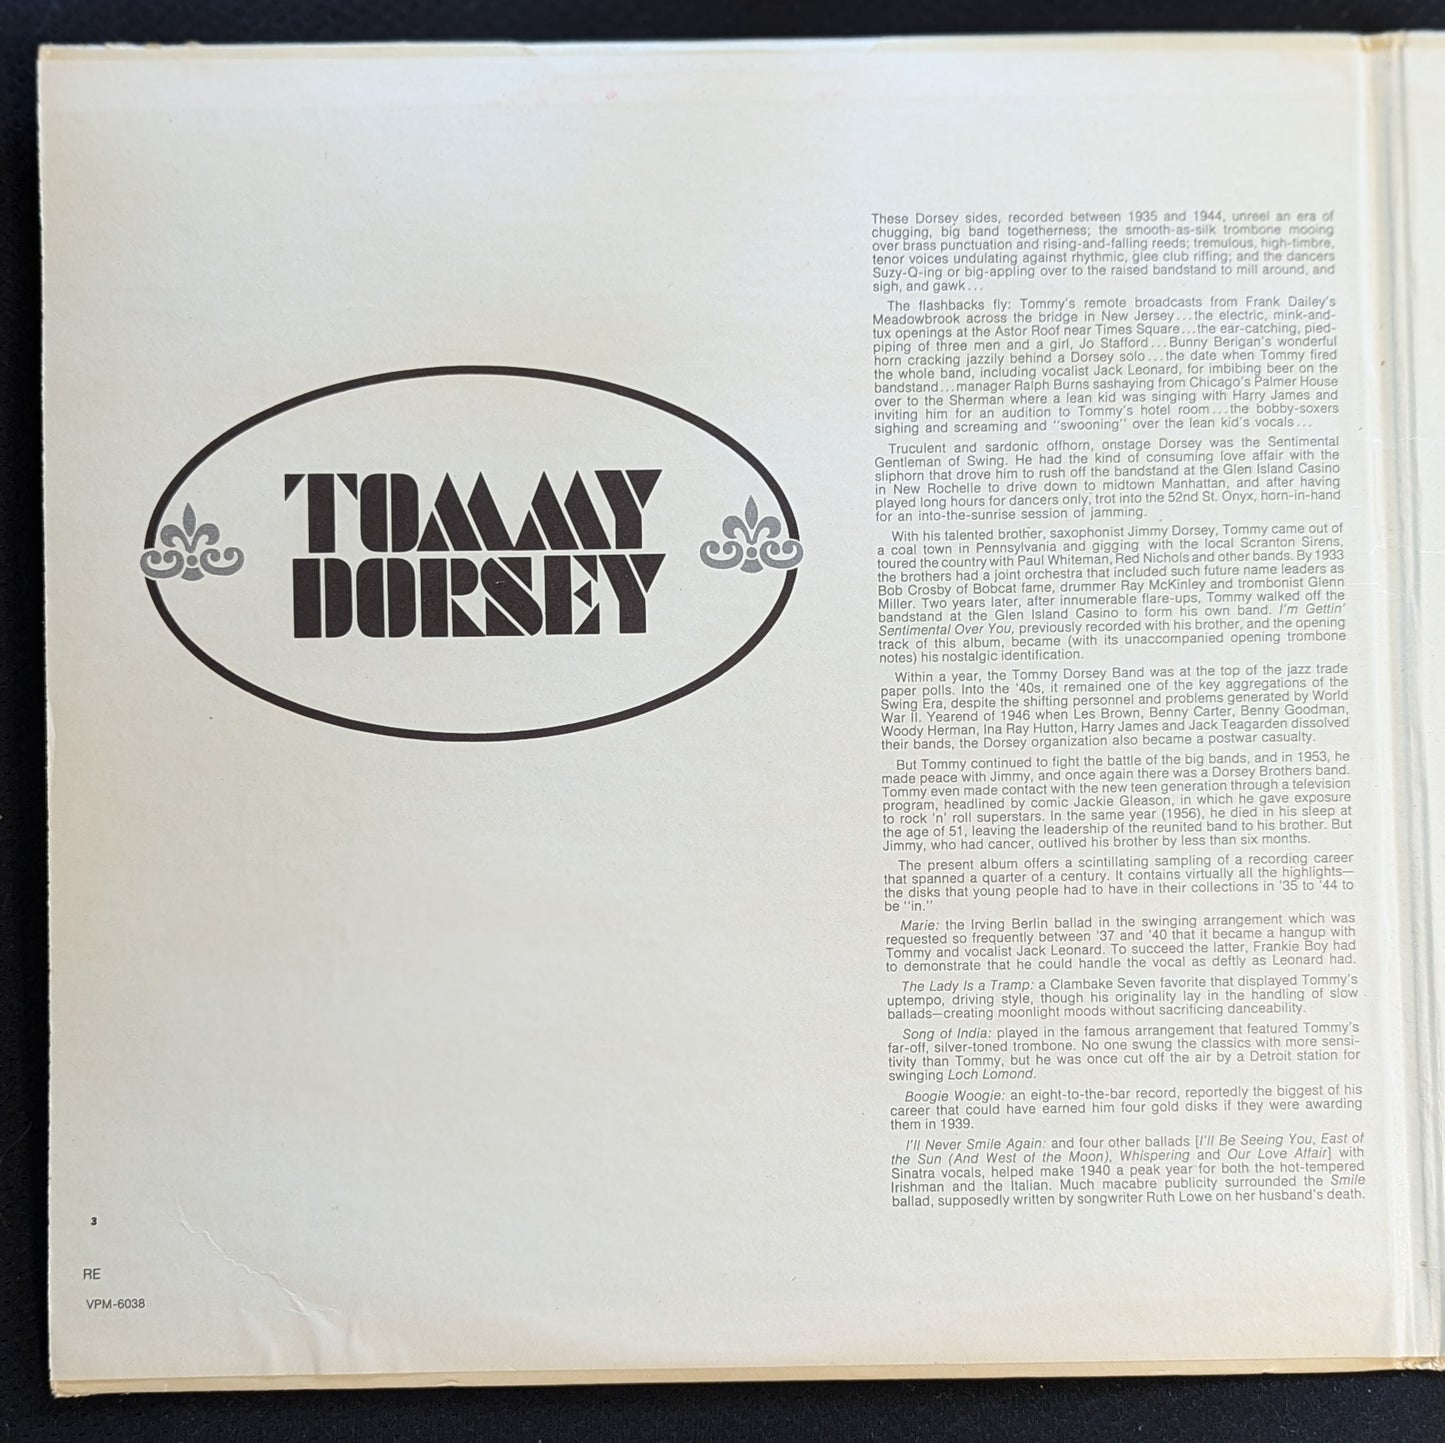 TOMMY
DORSEY
These Dorsey sides, recorded between 1935 and 1944, unreel an era of
chugging, big band togetherness; the smooth-as-silk trombone mooing
over brass punctuation and rising-and-falling reeds; tremulous, high-timbre,
tenor voices undulating against rhythmic, glee club riffing; and the dancers
Suzy-Q-ing or big-appling over to the raised bandstand to mill around, and
sigh, and gawk...
The flashbacks fly: Tommy's remote broadcasts from Frank Dailey's
Meadowbrook across the bridge in New Jersey...the electric, mink-and-
tux openings at the Astor Roof near Times Square...the ear-catching, pied-
piping of three men and a girl, Jo Stafford...Bunny Berigan's wonderful
horn cracking jazzily behind a Dorsey solo...the date when Tommy fired
the whole band, including vocalist Jack Leonard, for imbibing beer on the
bandstand...manager Ralph Burns sashaying from Chicago's Palmer House
over to the Sherman where a lean kid was singing with Harry James and
inviting him for an audition to Tommy's hotel room...the bobby-soxers
sighing and screaming and "swooning" over the lean kid's vocals...
Truculent and sardonic offhorn, onstage Dorsey was the Sentimental
Gentleman of Swing. He had the kind of consuming love affair with the
sliphorn that drove him to rush off the bandstand at the Glen Island Casino
in New Rochelle to drive down to midtown Manhattan, and after having
played long hours for dancers only, trot into the 52nd St. Onyx, horn-in-hand
for an into-the-sunrise session of jamming.
With his talented brother, saxophonist Jimmy Dorsey, Tommy came out of
a coal town in Pennsylvania and gigging with the local Scranton Sirens,
toured the country with Paul Whiteman, Red Nichols and other bands. By 1933
the brothers had a joint orchestra that included such future name leaders as
Bob Crosby of Bobcat fame, drummer Ray McKinley and trombonist Glenn
Miller. Two years later, after innumerable flare-ups, Tommy walked off the
bandstand at the Glen Island Casino to form his own band. I'm Gettin'
Sentimental Over You, previously recorded with his brother, and the opening
track of this album, became (with its unaccompanied opening trombone
notes) his nostalgic identification.
Within a year, the Tommy Dorsey Band was at the top of the jazz trade
paper polls. Into the '40s, it remained one of the key aggregations of the
Swing Era, despite the shifting personnel and problems generated by World
War II. Yearend of 1946 when Les Brown, Benny Carter, Benny Goodman,
Woody Herman, Ina Ray Hutton, Harry James and Jack Teagarden dissolved
their bands, the Dorsey organization also became a postwar casualty.
But Tommy continued to fight the battle of the big bands, and in 1953, he
made peace with Jimmy, and once again there was a Dorsey Brothers band.
Tommy even made contact with the new teen generation through a television
program, headlined by comic Jackie Gleason, in which he gave exposure
to rock 'n' roll superstars. In the same year (1956), he died in his sleep at
the age of 51, leaving the leadership of the reunited band to his brother. But
Jimmy, who had cancer, outlived his brother by less than six months.
The present album offers a scintillating sampling of a recording career
that spanned a quarter of a century. It contains virtually all the highlights—
the disks that young people had to have in their collections in '35 to '44 to
be "in."
Marie: the Irving Berlin ballad in the swinging arrangement which was
requested so frequently between '37 and '40 that it became a hangup with
Tommy and vocalist Jack Leonard. To succeed the latter, Frankie Boy had
to demonstrate that he could handle the vocal as deftly as Leonard had.
The Lady Is a Tramp: a Clambake Seven favorite that displayed Tommy's
uptempo, driving style, though his originality lay in the handling of slow
ballads—creating moonlight moods without sacrificing danceability.
Song of India: played in the famous arrangement that featured Tommy's
far-off, silver-toned trombone. No one swung the classics with more sensi-
tivity than Tommy, but he was once cut off the air by a Detroit station for
swinging Loch Lomond.
Boogie Woogie: an eight-to-the-bar record, reportedly the biggest of his
career that could have earned him four gold disks if they were awarding
them in 1939.
I'll Never Smile Again: and four other ballads [I'll Be Seeing You, East of
the Sun (And West of the Moon), Whispering and Our Love Affair] with
Sinatra vocals, helped make 1940 a peak year for both the hot-tempered
Irishman and the Italian. Much macabre publicity surrounded the Smile
ballad, supposedly written by songwriter Ruth Lowe on her husband's death.
3
RE
VPM-6038